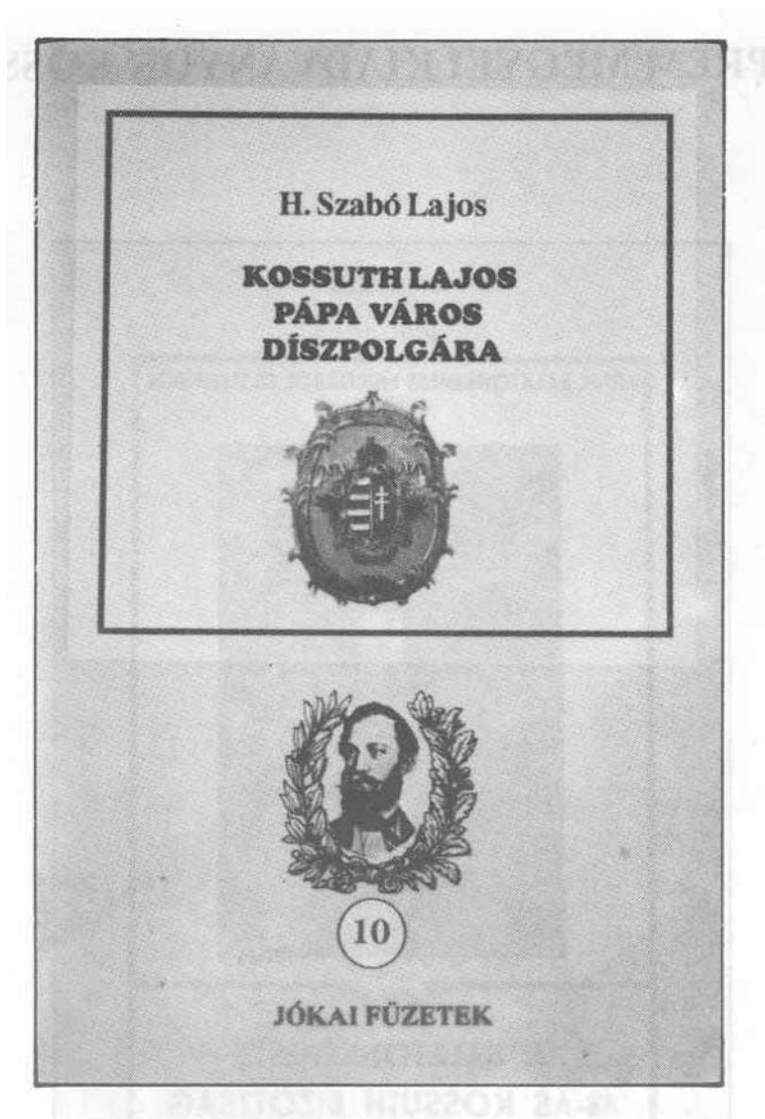 H. Szabó Lajos
KOSSUTH LAJOS
PÁPA VÁROS
DÍSZPOLGÁRA
10
JÓKAI FÜZETEK